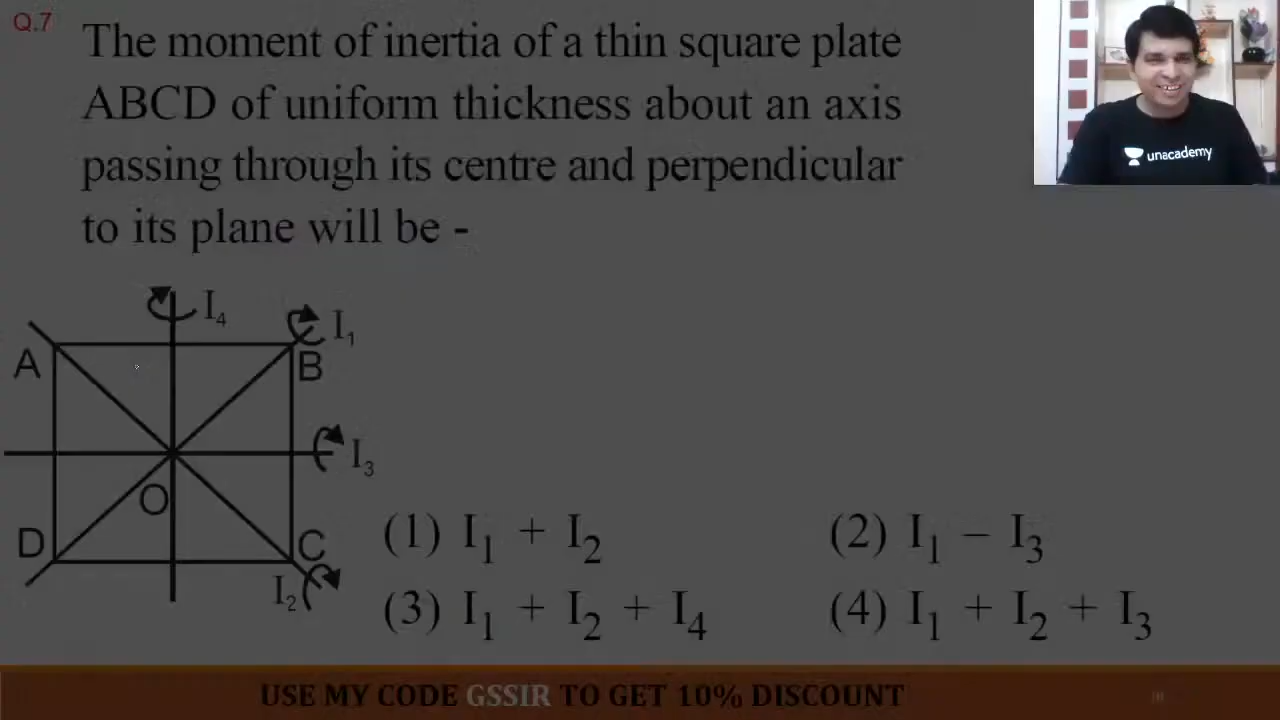 Q.7
The moment of inertia of a thin square plate
ABCD of uniform thickness about an axis
passing through its centre and perpendicular
to its plane will be -
unacademy
I₄
I₁
A
B
I₃
O
D
C
I₂
(1) I₁ + I₂
(2) I₁ − I₃
(3) I₁ + I₂ + I₄
(4) I₁ + I₂ + I₃
USE MY CODE GSSIR TO GET 10% DISCOUNT